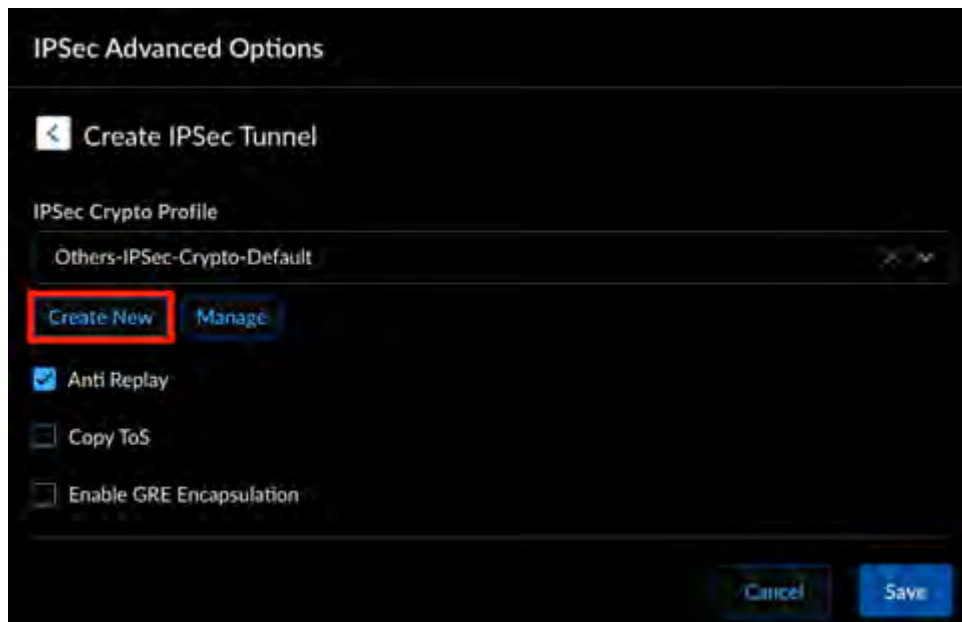 IPSec Advanced Options
Create IPSec Tunnel
IPSec Crypto Profile
Others-IPSec-Crypto-Default
Create New Manage
Anti Replay
Copy ToS
Enable GRE Encapsulation
Cancel Save